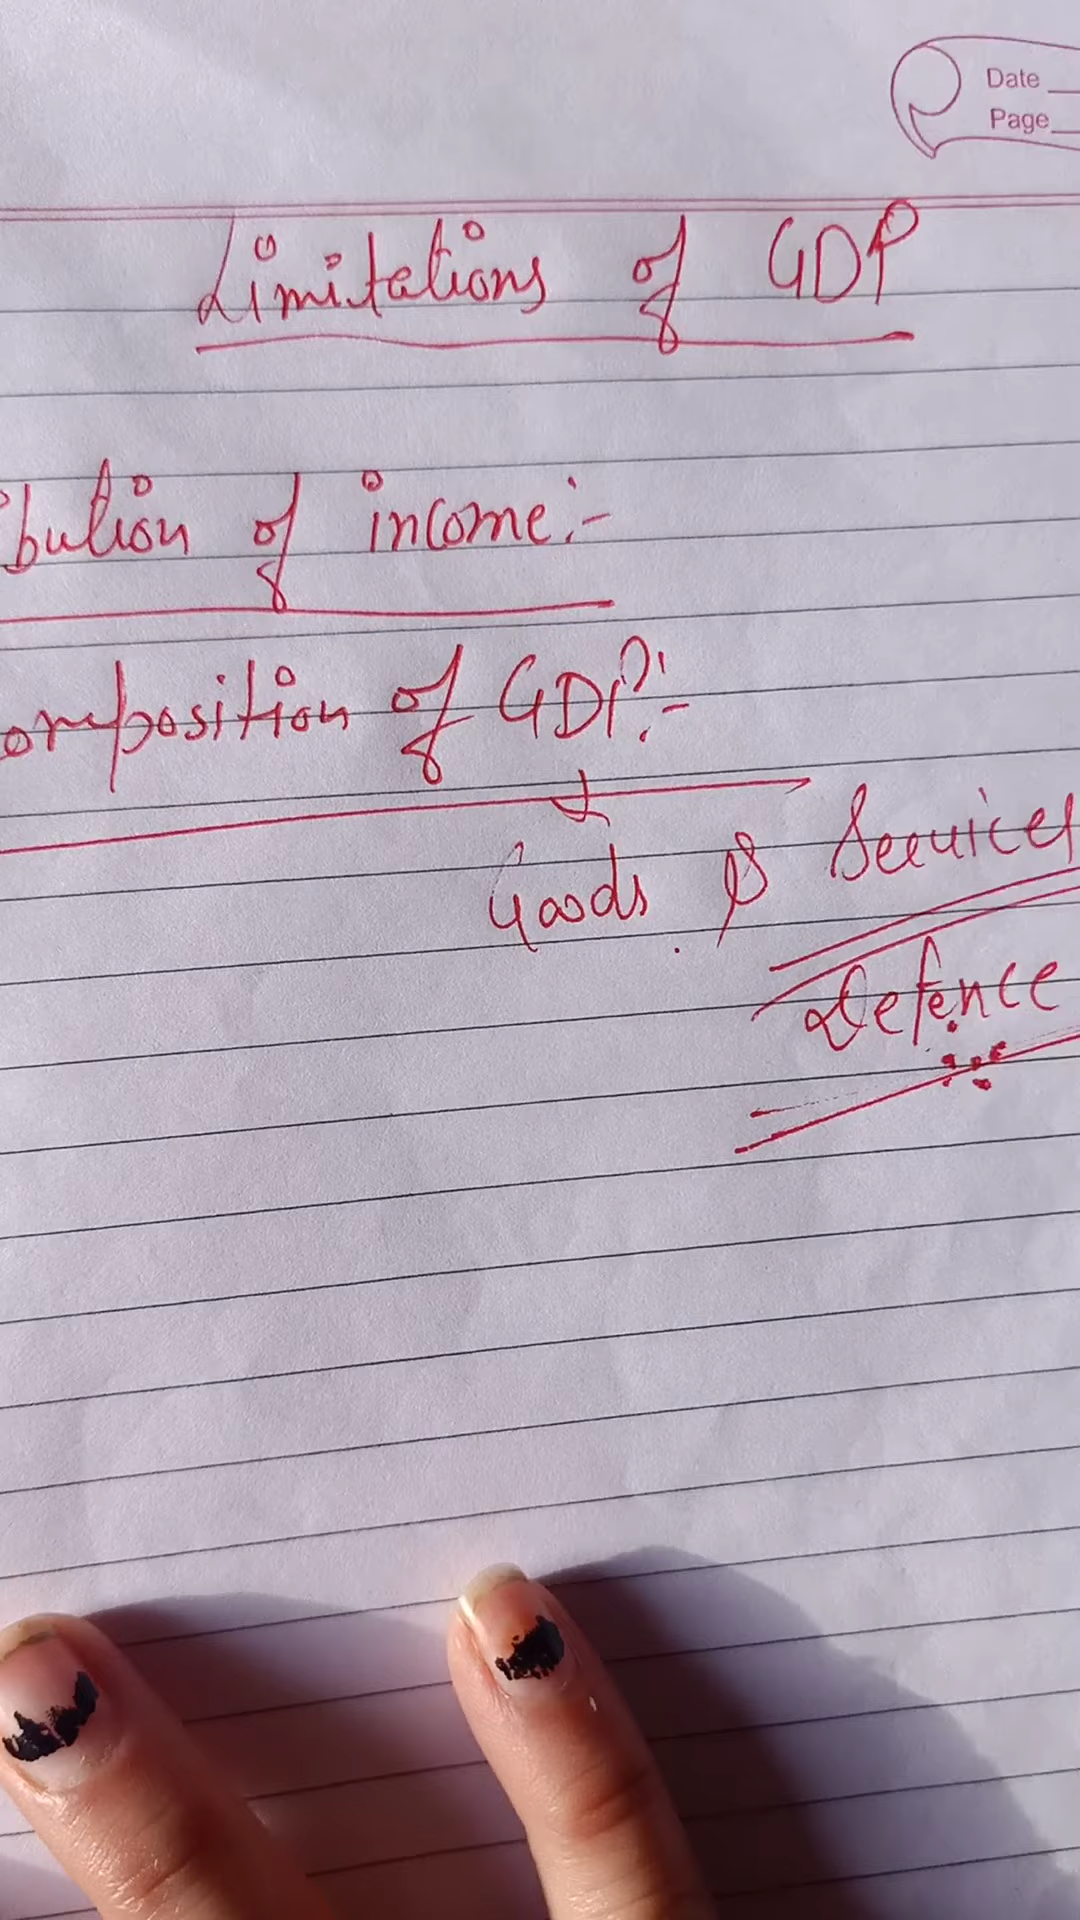 Date
Page
Limitations of GDP
bution of income:-
omposition of GDP:-
Goods & Services
Defence